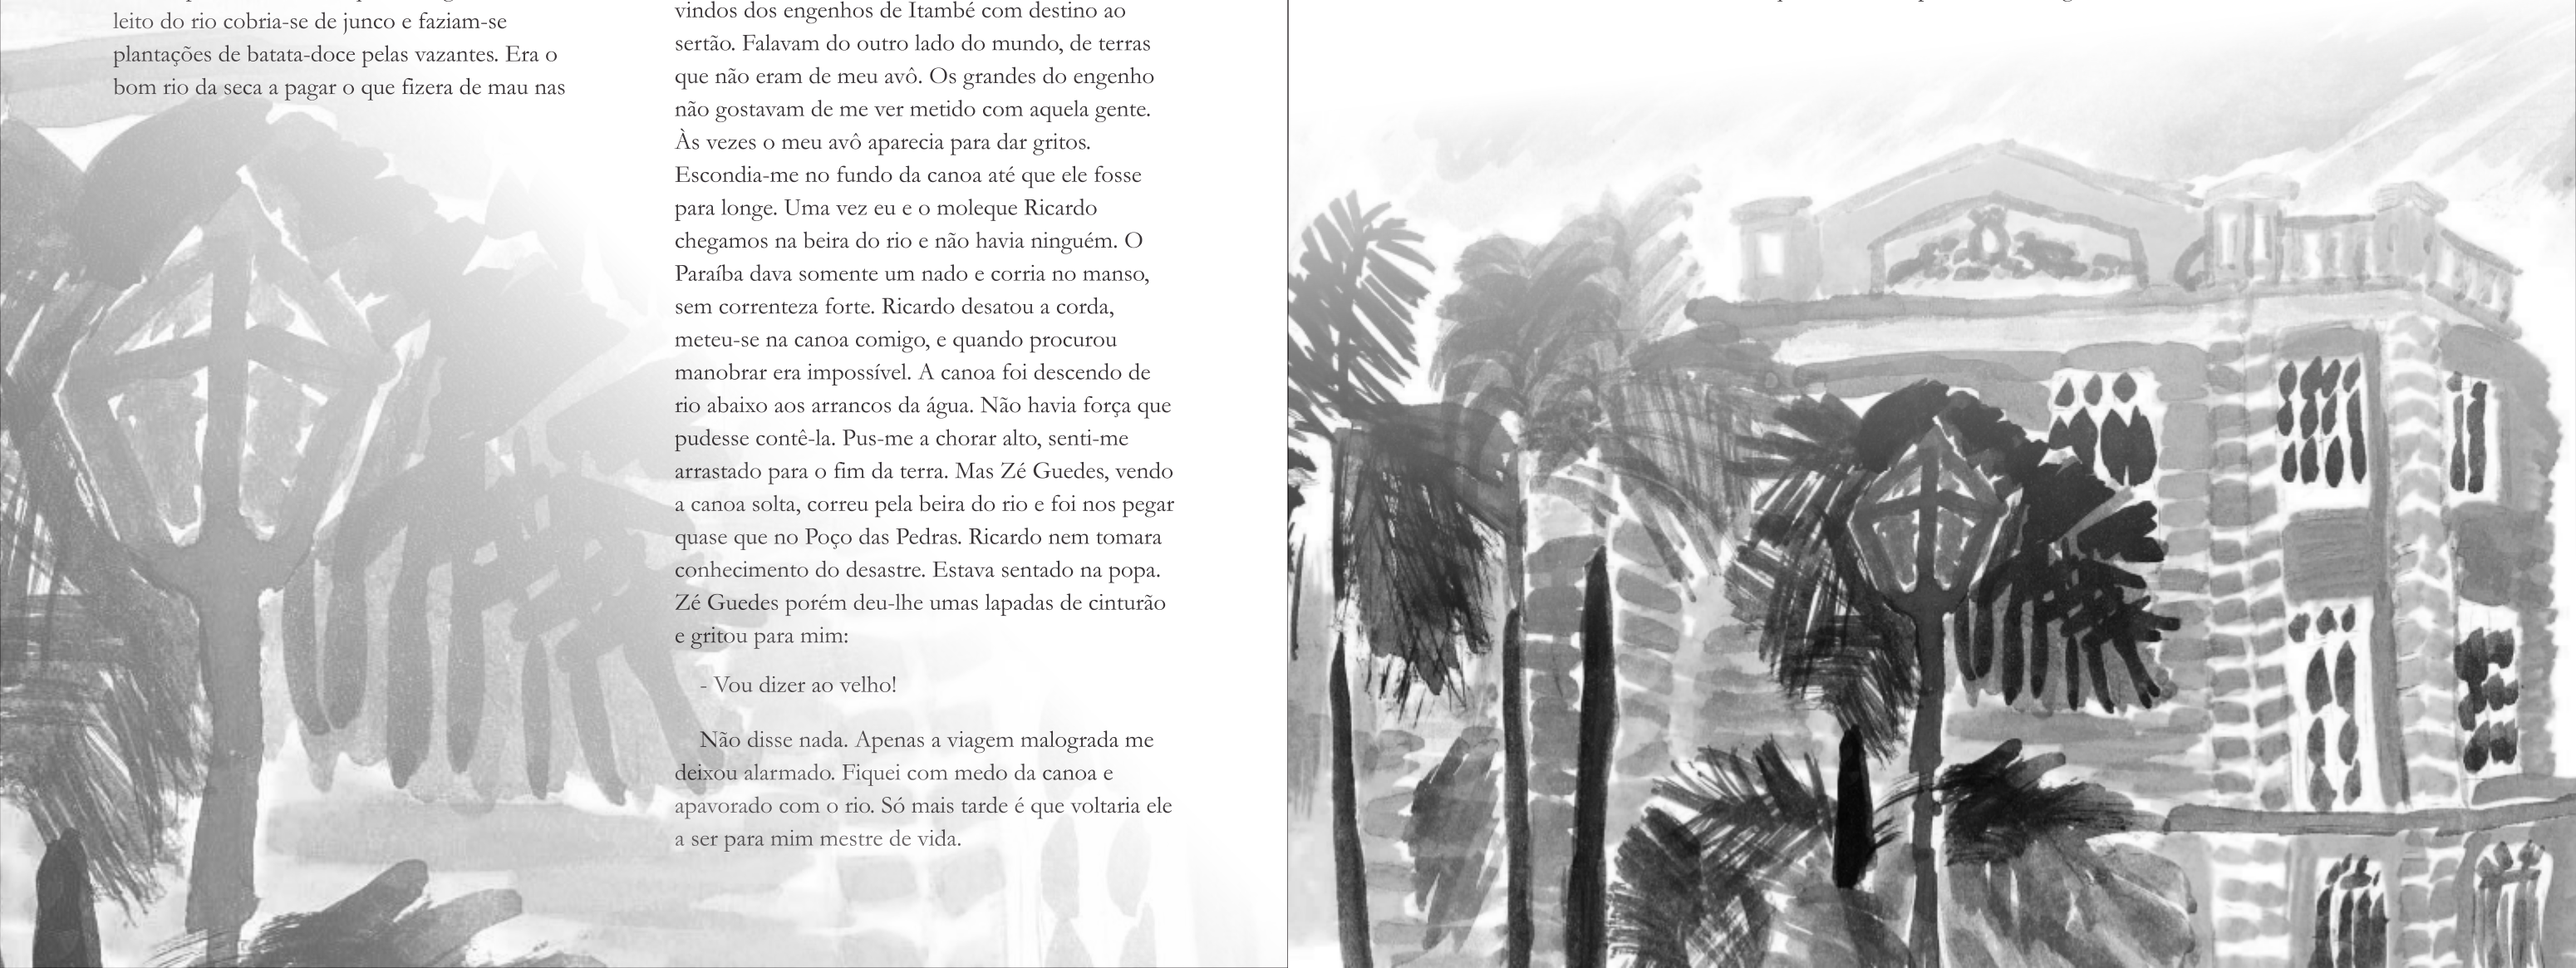 leito do rio cobria-se de junco e faziam-se
plantações de batata-doce pelas vazantes. Era o
bom rio da seca a pagar o que fizera de mau nas
vindos dos engenhos de Itambé com destino ao
sertão. Falavam do outro lado do mundo, de terras
que não eram de meu avô. Os grandes do engenho
não gostavam de me ver metido com aquela gente.
Às vezes o meu avô aparecia para dar gritos.
Escondia-me no fundo da canoa até que ele fosse
para longe. Uma vez eu e o moleque Ricardo
chegamos na beira do rio e não havia ninguém. O
Paraíba dava somente um nado e corria no manso,
sem correnteza forte. Ricardo desatou a corda,
meteu-se na canoa comigo, e quando procurou
manobrar era impossível. A canoa foi descendo de
rio abaixo aos arrancos da água. Não havia força que
pudesse contê-la. Pus-me a chorar alto, senti-me
arrastado para o fim da terra. Mas Zé Guedes, vendo
a canoa solta, correu pela beira do rio e foi nos pegar
quase que no Poço das Pedras. Ricardo nem tomara
conhecimento do desastre. Estava sentado na popa.
Zé Guedes porém deu-lhe umas lapadas de cinturão
e gritou para mim:
- Vou dizer ao velho!
Não disse nada. Apenas a viagem malograda me
deixou alarmado. Fiquei com medo da canoa e
apavorado com o rio. Só mais tarde é que voltaria ele
a ser para mim mestre de vida.